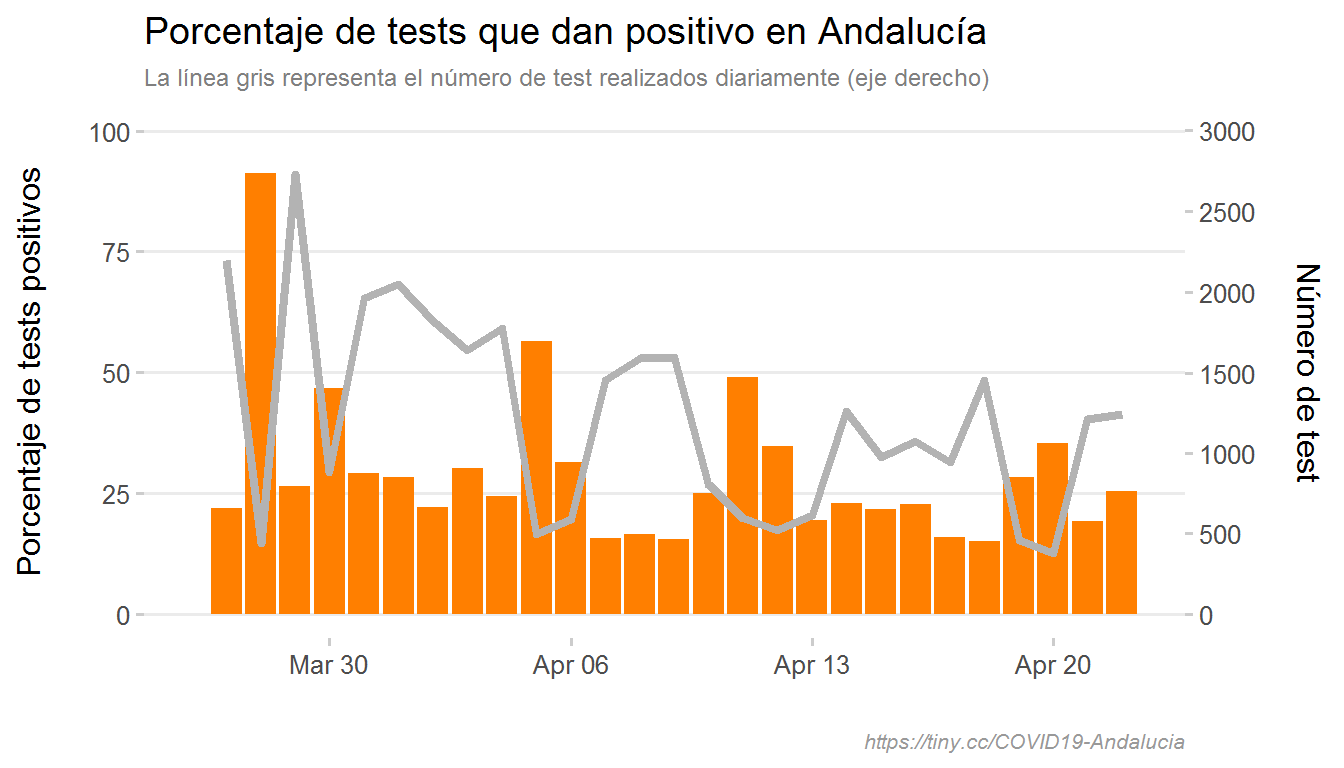 Porcentaje de tests que dan positivo en Andalucía
La línea gris representa el número de test realizados diariamente (eje derecho)
Porcentaje de tests positivos
100
75
50
25
0
3000
2500
2000
1500
1000
500
0
Número de test
Mar 30
Apr 06
Apr 13
Apr 20
https://tiny.cc/COVID19-Andalucia